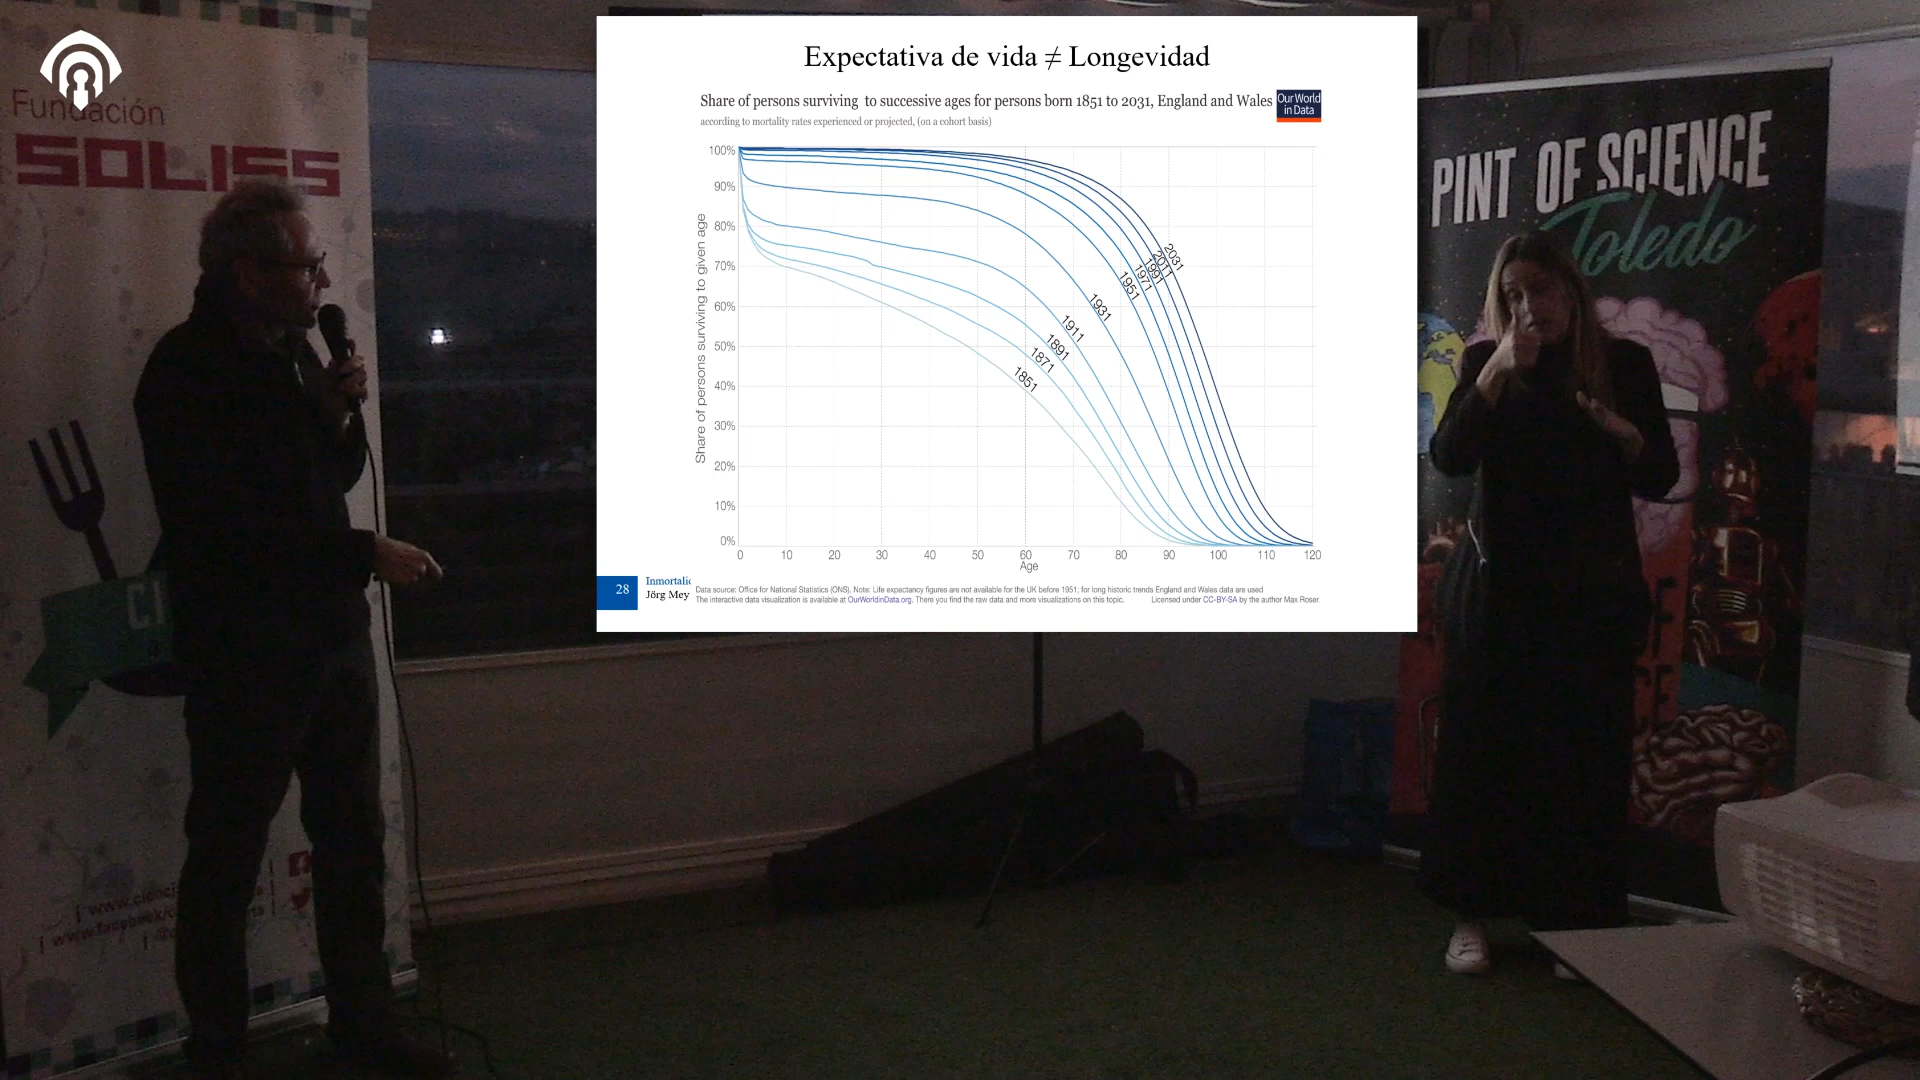 Fundación
SOLISS
CI
Expectativa de vida ≠ Longevidad
Share of persons surviving to successive ages for persons born 1851 to 2031, England and Wales
according to mortality rates experienced or projected, (on a cohort basis)
Our World
in Data
Share of persons surviving to given age
100%
90%
80%
70%
60%
50%
40%
30%
20%
10%
0%
2031
2011
1991
1971
1951
1931
1911
1891
1871
1851
0 10 20 30 40 50 60 70 80 90 100 110 120
Age
28
Inmortalid
Jörg Mey
Data source: Office for National Statistics (ONS). Note: Life expectancy figures are not available for the UK before 1951; for long historic trends England and Wales data are used
The interactive data visualization is available at OurWorldinData.org. There you find the raw data and more visualizations on this topic.
Licensed under CC-BY-SA by the author Max Roser.
PINT OF SCIENCE
Toledo